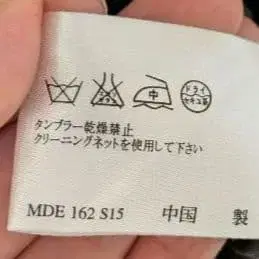 中
ドライ
セキユ系
タンブラー乾燥禁止
クリーニングネットを使用して下さい
MDE 162 S15 中国 製